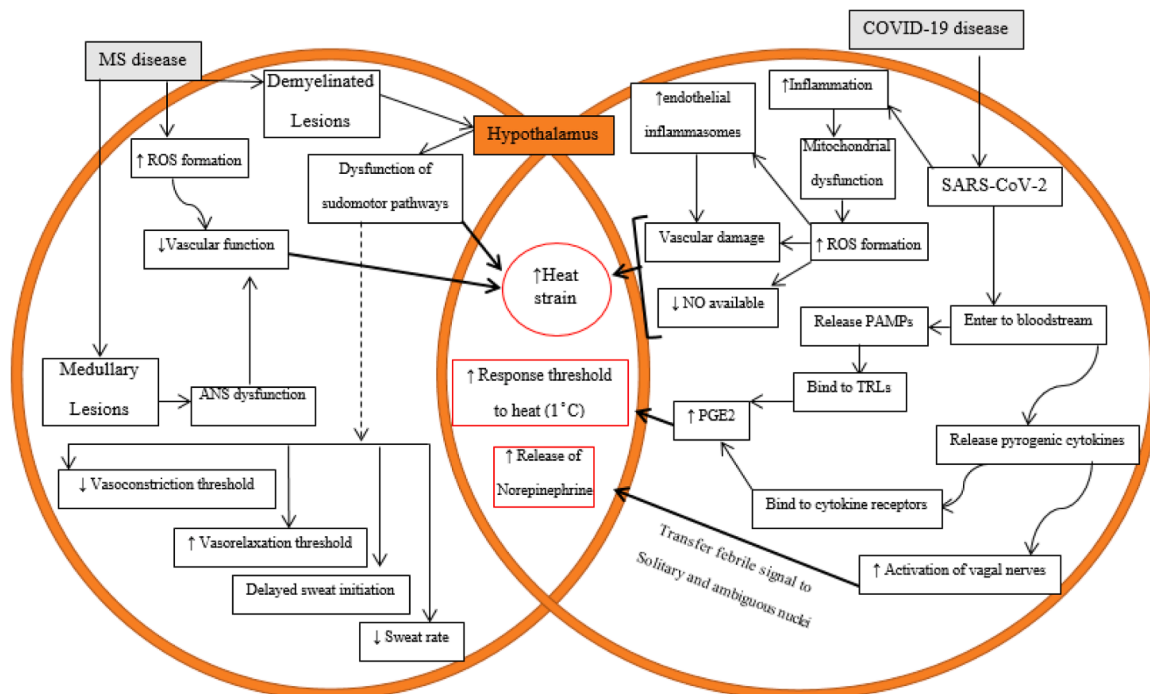 MS disease
Demyelinated
Lesions
↑ ROS formation
↓Vascular function
Medullary
Lesions
ANS dysfunction
Hypothalamus
Dysfunction of
sudomotor pathways
↓ Vasoconstriction threshold
↑ Vasorelaxation threshold
Delayed sweat initiation
↓ Sweat rate
↑Heat
strain
↑ Response threshold
to heat (1˚C)
↑ Release of
Norepinephrine
COVID-19 disease
SARS-CoV-2
↑Inflammation
Mitochondrial
dysfunction
↑ ROS formation
↑endothelial
inflammasomes
Vascular damage
↓ NO available
Enter to bloodstream
Release PAMPs
Bind to TRLs
↑ PGE2
Release pyrogenic cytokines
Bind to cytokine receptors
↑ Activation of vagal nerves
Transfer febrile signal to
Solitary and ambiguous nuclei